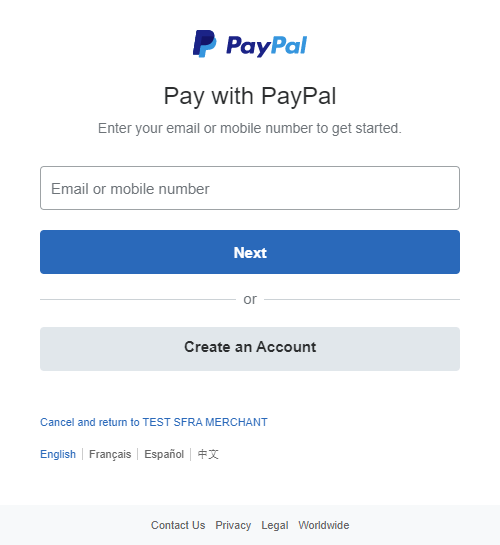 PayPal
Pay with PayPal
Enter your email or mobile number to get started.
Email or mobile number
Next
or
Create an Account
Cancel and return to TEST SFRA MERCHANT
English Français Español 中文
Contact Us Privacy Legal Worldwide